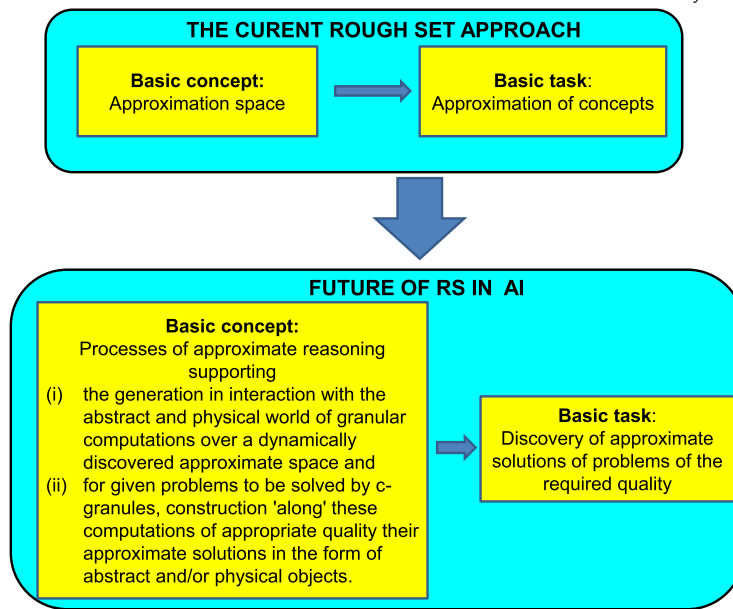 THE CURENT ROUGH SET APPROACH
Basic concept:
Approximation space
Basic task:
Approximation of concepts
FUTURE OF RS IN AI
Basic concept:
Processes of approximate reasoning
supporting
(i) the generation in interaction with the
abstract and physical world of granular
computations over a dynamically
discovered approximate space and
(ii) for given problems to be solved by c-
granules, construction 'along' these
computations of appropriate quality their
approximate solutions in the form of
abstract and/or physical objects.
Basic task:
Discovery of approximate
solutions of problems of the
required quality